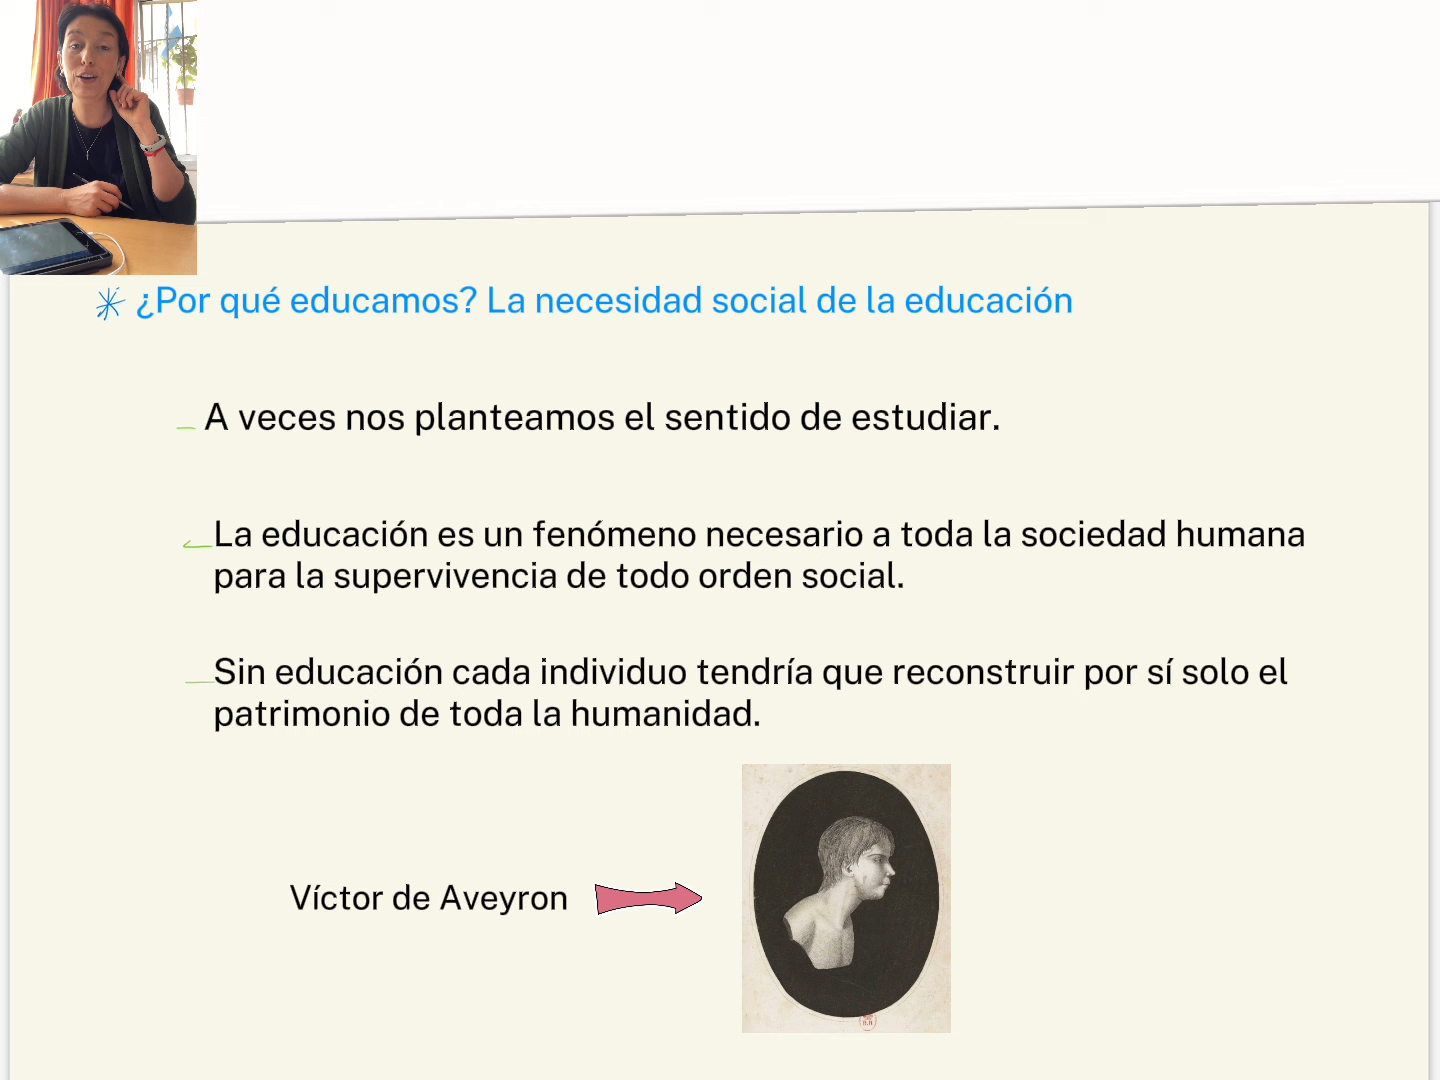 ¿Por qué educamos? La necesidad social de la educación
A veces nos planteamos el sentido de estudiar.
La educación es un fenómeno necesario a toda la sociedad humana
para la supervivencia de todo orden social.
Sin educación cada individuo tendría que reconstruir por sí solo el
patrimonio de toda la humanidad.
Víctor de Aveyron